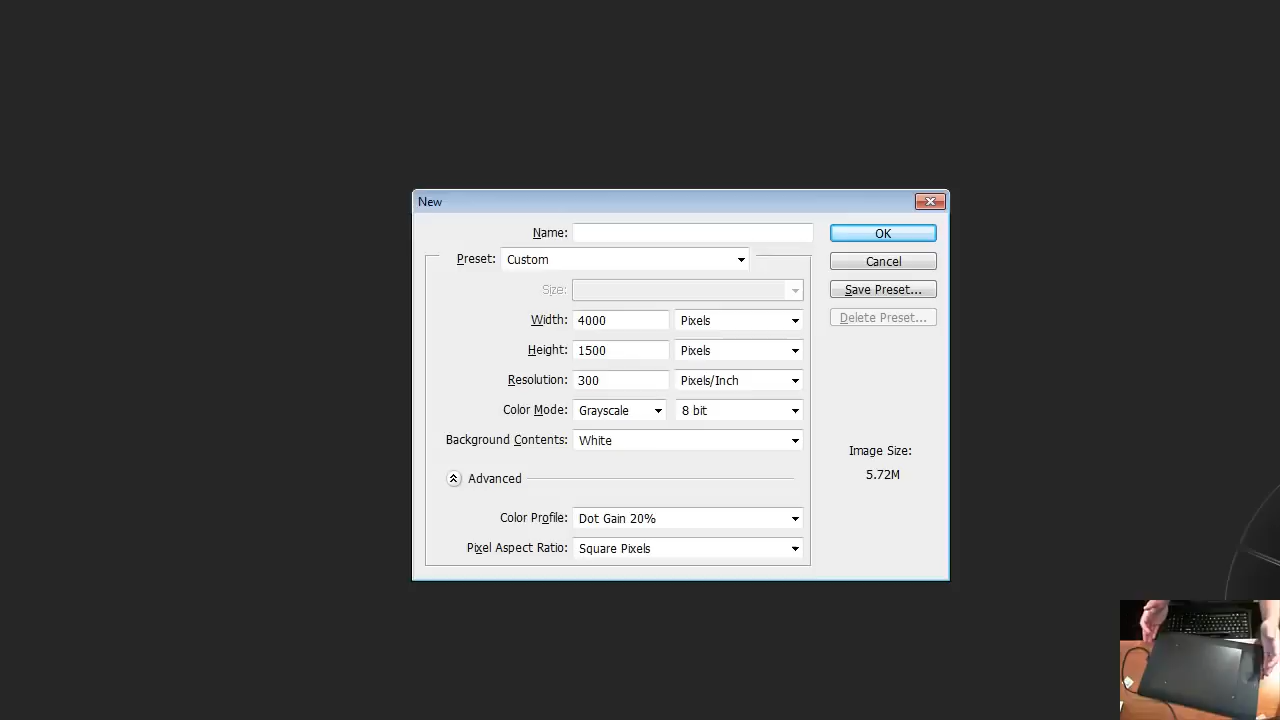 New
Name:
Preset: Custom
Size:
Width: 4000 Pixels
Height: 1500 Pixels
Resolution: 300 Pixels/Inch
Color Mode: Grayscale 8 bit
Background Contents: White
Advanced
Color Profile: Dot Gain 20%
Pixel Aspect Ratio: Square Pixels
OK
Cancel
Save Preset...
Delete Preset...
Image Size:
5.72M